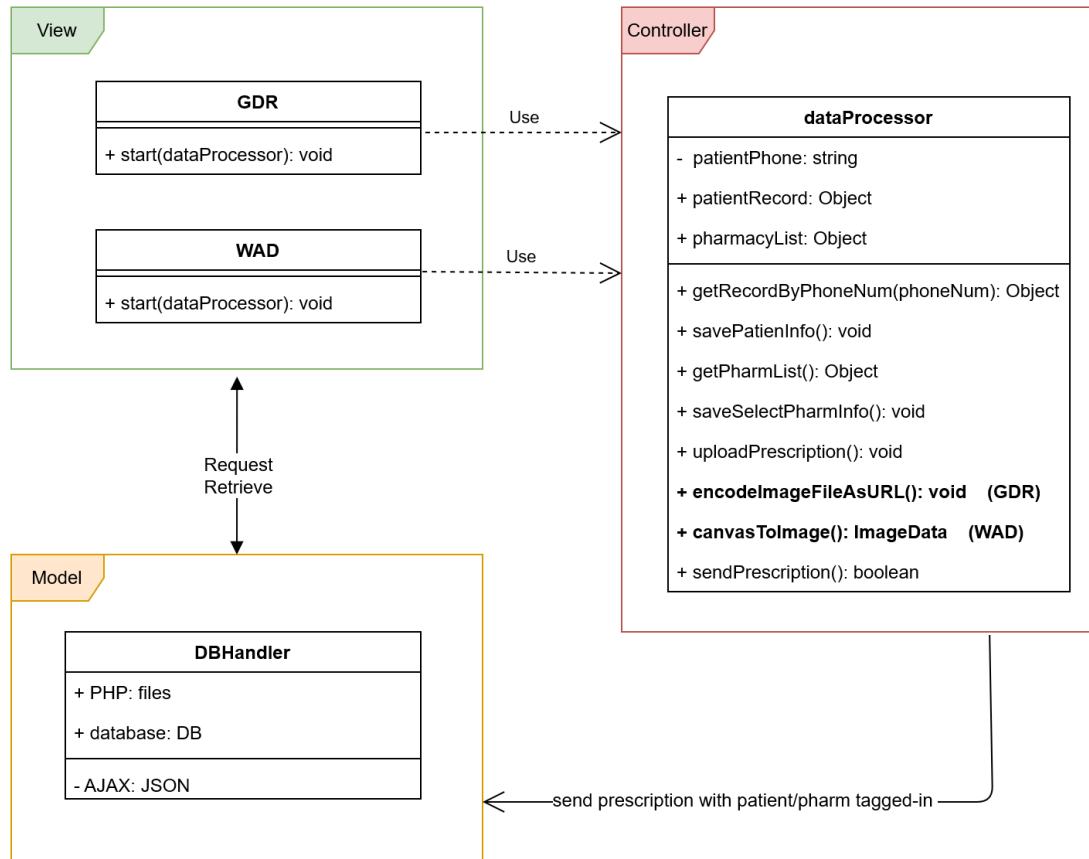 View
GDR
+ start(dataProcessor): void
WAD
+ start(dataProcessor): void
Use
Use
Controller
dataProcessor
- patientPhone: string
+ patientRecord: Object
+ pharmacyList: Object
+ getRecordByPhoneNum(phoneNum): Object
+ savePatienInfo(): void
+ getPharmList(): Object
+ saveSelectPharmInfo(): void
+ uploadPrescription(): void
+ encodeImageFileAsURL(): void (GDR)
+ canvasToImage(): ImageData (WAD)
+ sendPrescription(): boolean
Request
Retrieve
Model
DBHandler
+ PHP: files
+ database: DB
- AJAX: JSON
send prescription with patient/pharm tagged-in